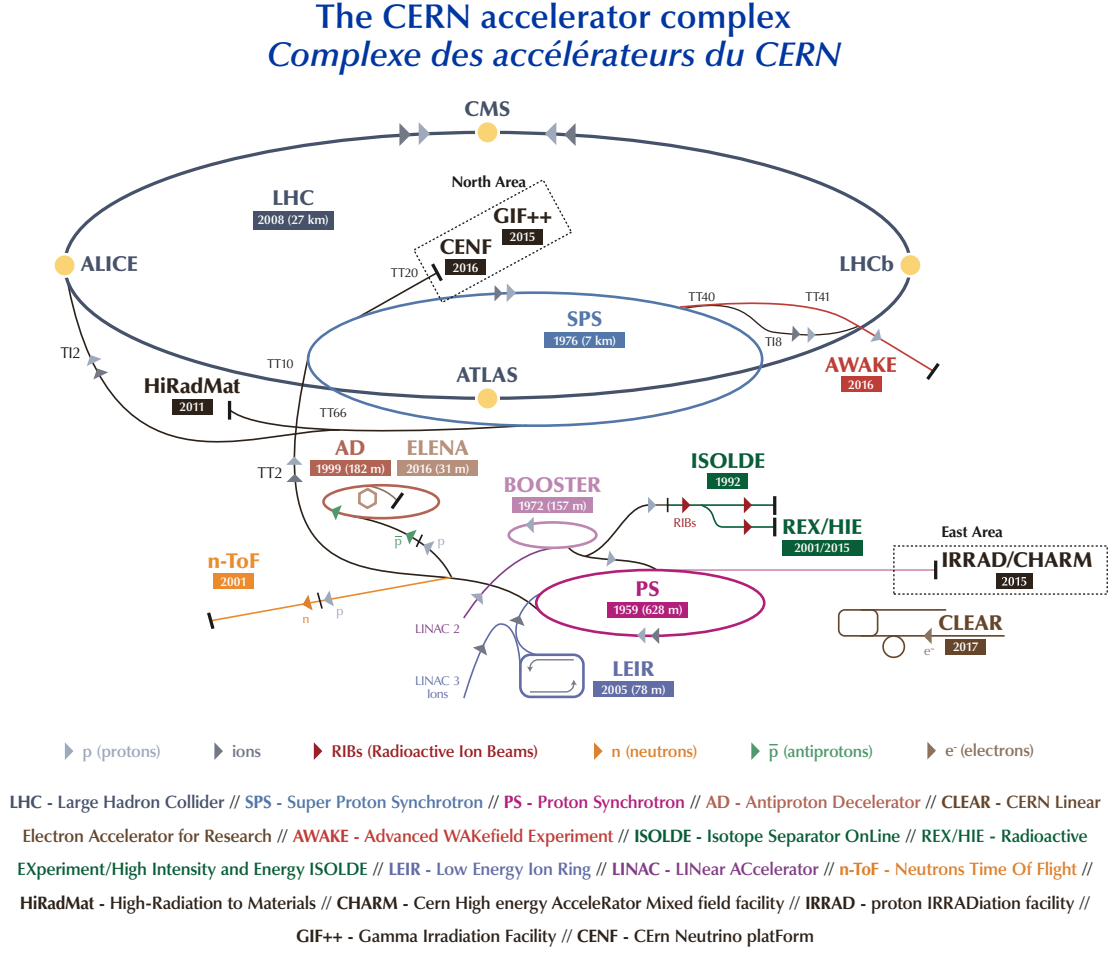 The CERN accelerator complex
Complexe des accélérateurs du CERN
CMS
North Area
LHC
2008 (27 km)
GIF++
2015
CENF
2016
TT20
ALICE
LHCb
TT40
TT41
SPS
1976 (7 km)
TI8
TI2
TT10
AWAKE
2016
ATLAS
HiRadMat
2011
TT66
AD
1999 (182 m)
ELENA
2016 (31 m)
TT2
ISOLDE
1992
BOOSTER
1972 (157 m)
RIBs
REX/HIE
2001/2015
p̅
p
East Area
n-ToF
2001
IRRAD/CHARM
2015
PS
1959 (628 m)
n
p
LINAC 2
CLEAR
2017
e-
LEIR
2005 (78 m)
LINAC 3
Ions
p (protons)
ions
RIBs (Radioactive Ion Beams)
n (neutrons)
p̅ (antiprotons)
e- (electrons)
LHC - Large Hadron Collider // SPS - Super Proton Synchrotron // PS - Proton Synchrotron // AD - Antiproton Decelerator // CLEAR - CERN Linear
Electron Accelerator for Research // AWAKE - Advanced WAKefield Experiment // ISOLDE - Isotope Separator OnLine // REX/HIE - Radioactive
EXperiment/High Intensity and Energy ISOLDE // LEIR - Low Energy Ion Ring // LINAC - LINear ACcelerator // n-ToF - Neutrons Time Of Flight //
HiRadMat - High-Radiation to Materials // CHARM - Cern High energy AcceleRator Mixed field facility // IRRAD - proton IRRADiation facility //
GIF++ - Gamma Irradiation Facility // CENF - CErn Neutrino platForm